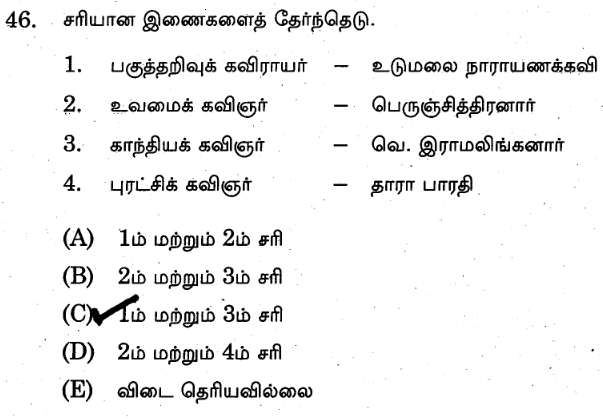 46. சரியான இணைகளைத் தேர்ந்தெடு.
1. பகுத்தறிவுக் கவிராயர் – உடுமலை நாராயணக்கவி
2. உவமைக் கவிஞர் – பெருஞ்சித்திரனார்
3. காந்தியக் கவிஞர் – வெ. இராமலிங்கனார்
4. புரட்சிக் கவிஞர் – தாரா பாரதி
(A) 1ம் மற்றும் 2ம் சரி
(B) 2ம் மற்றும் 3ம் சரி
(C) 1ம் மற்றும் 3ம் சரி
(D) 2ம் மற்றும் 4ம் சரி
(E) விடை தெரியவில்லை